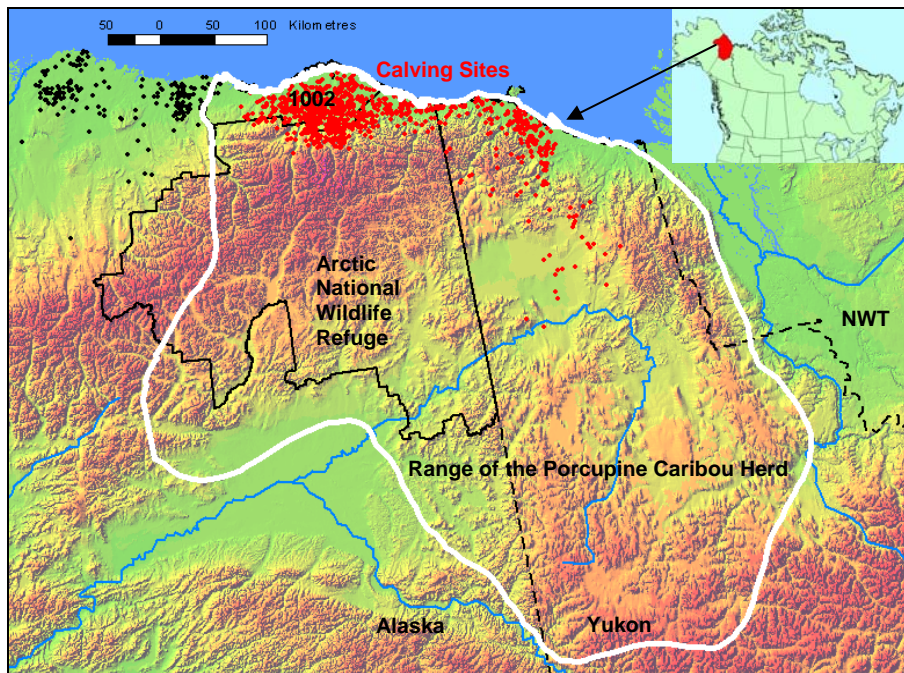 50 0 50 100 Kilometres
Calving Sites
1002
Arctic
National
Wildlife
Refuge
NWT
Range of the Porcupine Caribou Herd
Alaska
Yukon